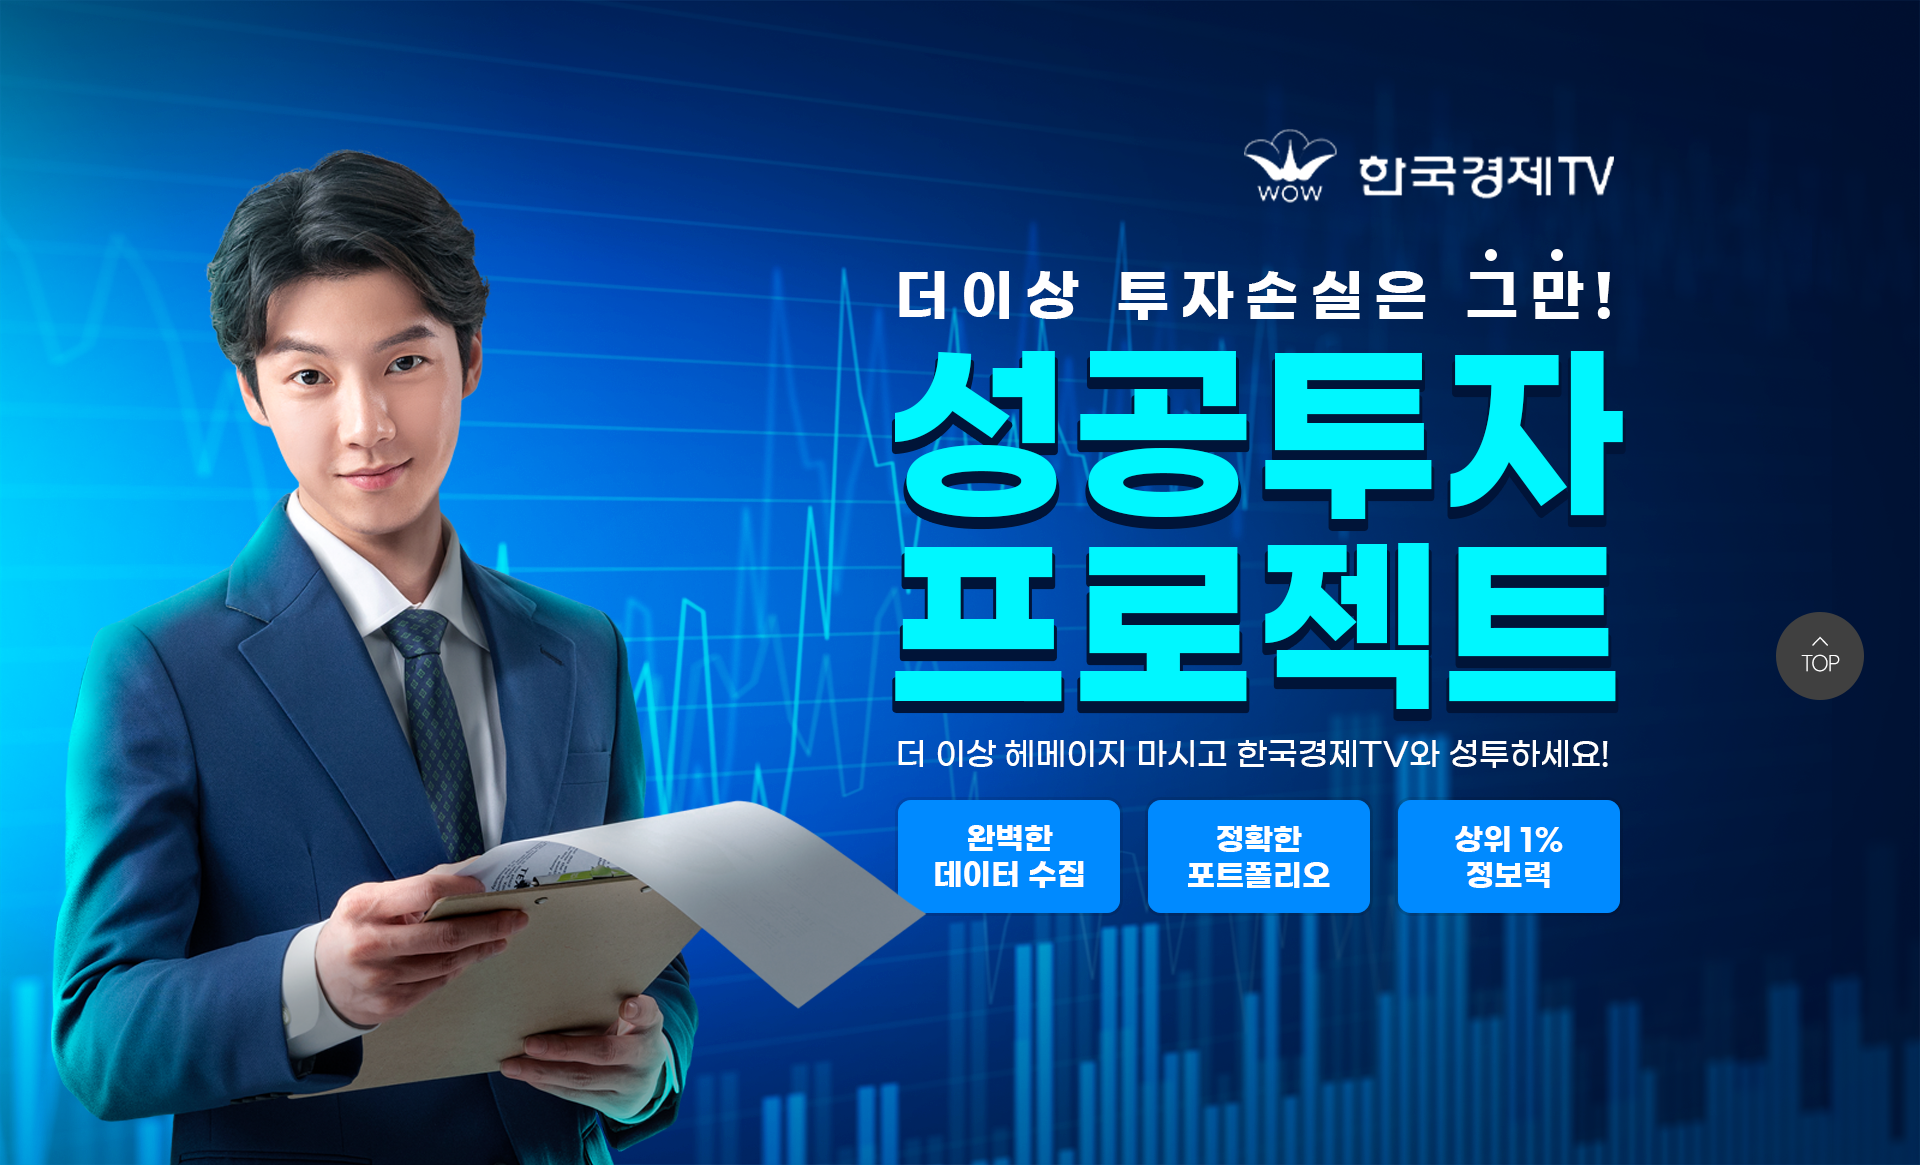 WOW 한국경제TV
더이상 투자손실은 그만!
성공투자
프로젝트
더 이상 헤메이지 마시고 한국경제TV와 성투하세요!
완벽한
데이터 수집
정확한
포트폴리오
상위 1%
정보력
TOP